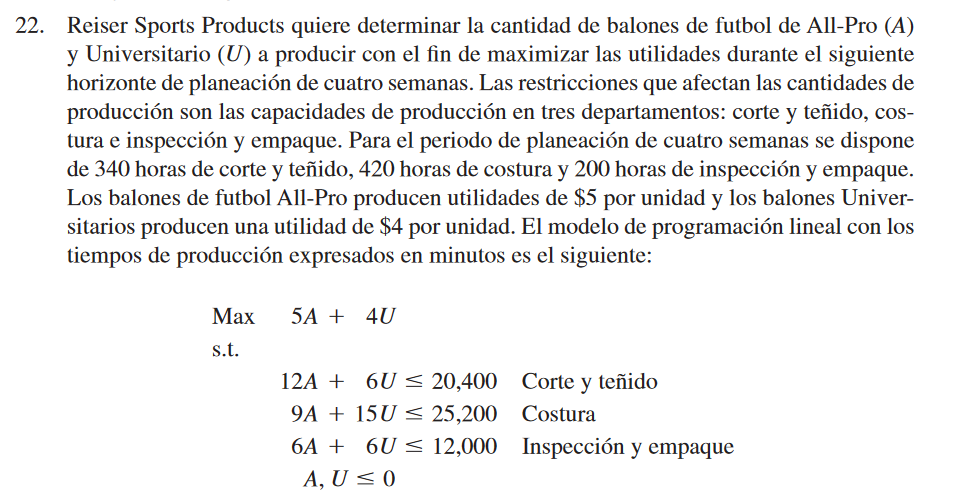 22. Reiser Sports Products quiere determinar la cantidad de balones de futbol de All-Pro (A)
y Universitario (U) a producir con el fin de maximizar las utilidades durante el siguiente
horizonte de planeación de cuatro semanas. Las restricciones que afectan las cantidades de
producción son las capacidades de producción en tres departamentos: corte y teñido, cos-
tura e inspección y empaque. Para el periodo de planeación de cuatro semanas se dispone
de 340 horas de corte y teñido, 420 horas de costura y 200 horas de inspección y empaque.
Los balones de futbol All-Pro producen utilidades de $5 por unidad y los balones Univer-
sitarios producen una utilidad de $4 por unidad. El modelo de programación lineal con los
tiempos de producción expresados en minutos es el siguiente:
Max 5A + 4U
s.t.
12A + 6U ≤ 20,400 Corte y teñido
9A + 15U ≤ 25,200 Costura
6A + 6U ≤ 12,000 Inspección y empaque
A, U ≤ 0